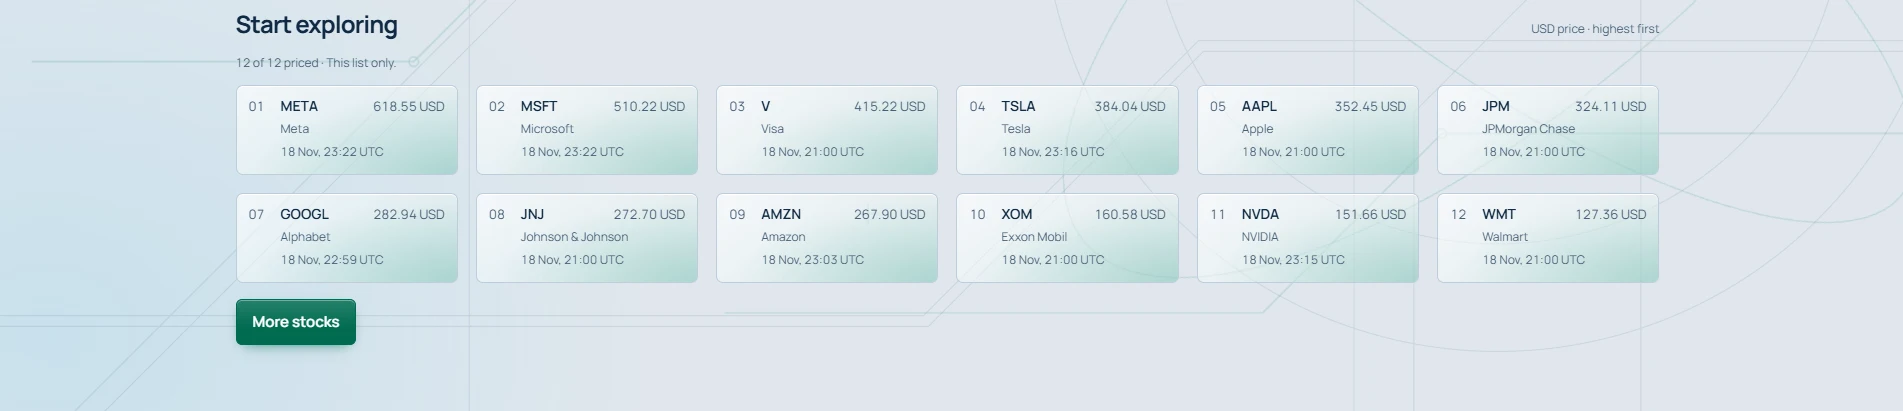 Start exploring
USD price · highest first
12 of 12 priced · This list only.
01 META 618.55 USD
Meta
18 Nov, 23:22 UTC
02 MSFT 510.22 USD
Microsoft
18 Nov, 23:22 UTC
03 V 415.22 USD
Visa
18 Nov, 21:00 UTC
04 TSLA 384.04 USD
Tesla
18 Nov, 23:16 UTC
05 AAPL 352.45 USD
Apple
18 Nov, 21:00 UTC
06 JPM 324.11 USD
JPMorgan Chase
18 Nov, 21:00 UTC
07 GOOGL 282.94 USD
Alphabet
18 Nov, 22:59 UTC
08 JNJ 272.70 USD
Johnson & Johnson
18 Nov, 21:00 UTC
09 AMZN 267.90 USD
Amazon
18 Nov, 23:03 UTC
10 XOM 160.58 USD
Exxon Mobil
18 Nov, 21:00 UTC
11 NVDA 151.66 USD
NVIDIA
18 Nov, 23:15 UTC
12 WMT 127.36 USD
Walmart
18 Nov, 21:00 UTC
More stocks